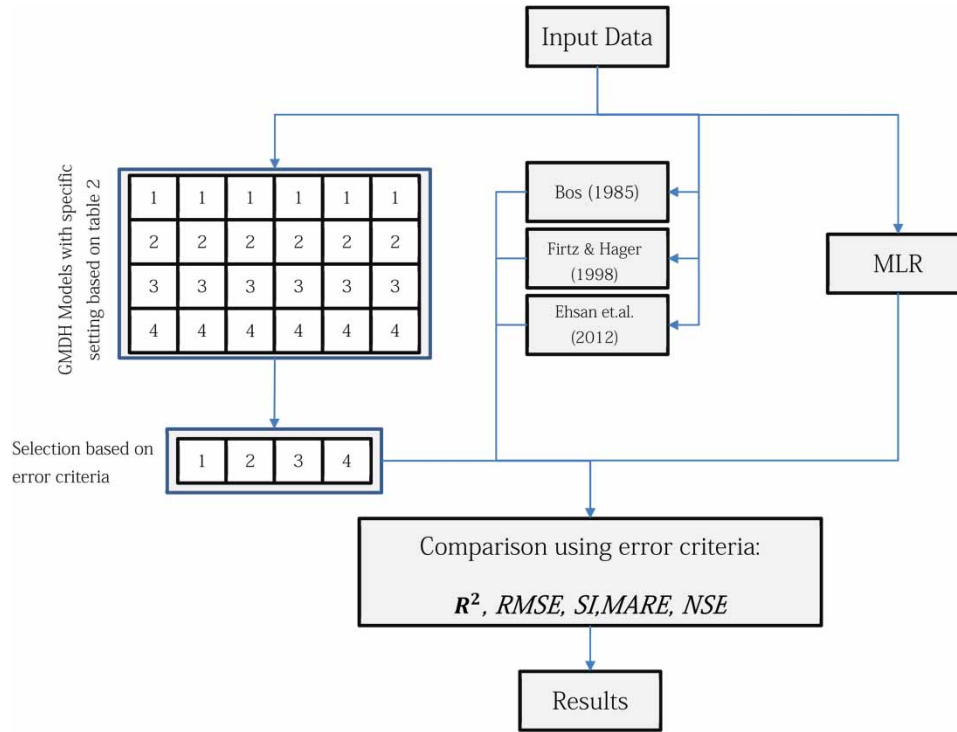 Input Data
GMDH Models with specific
setting based on table 2
1 1 1 1 1 1
2 2 2 2 2 2
3 3 3 3 3 3
4 4 4 4 4 4
Bos (1985)
Firtz & Hager
(1998)
Ehsan et.al.
(2012)
MLR
Selection based on
error criteria
1 2 3 4
Comparison using error criteria:
R², RMSE, SI,MARE, NSE
Results